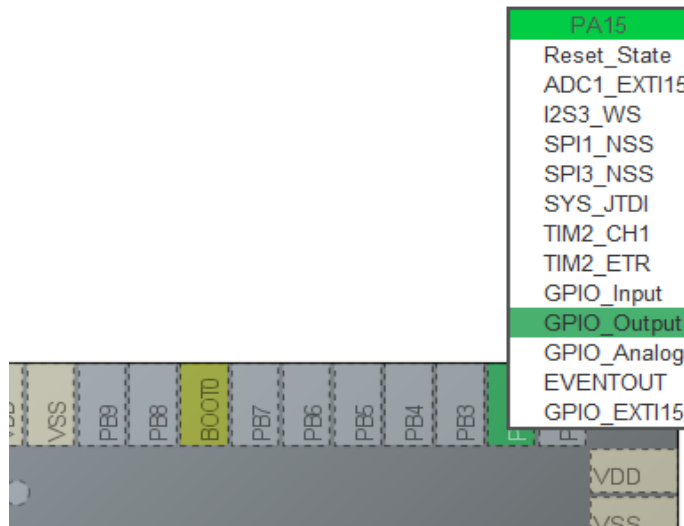 PA15
Reset_State
ADC1_EXTI15
I2S3_WS
SPI1_NSS
SPI3_NSS
SYS_JTDI
TIM2_CH1
TIM2_ETR
GPIO_Input
GPIO_Output
GPIO_Analog
EVENTOUT
GPIO_EXTI15
VSS
PB9
PB8
BOOT0
PB7
PB6
PB5
PB4
PB3
VDD
VSS